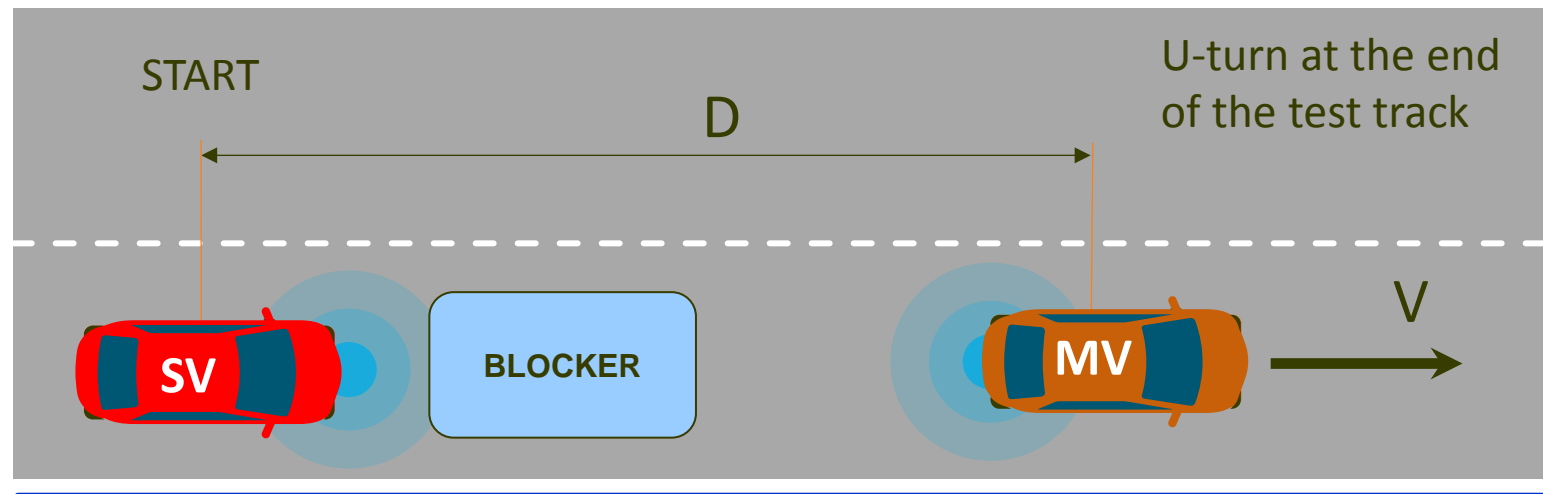 START
D
U-turn at the end
of the test track
SV
BLOCKER
MV
V